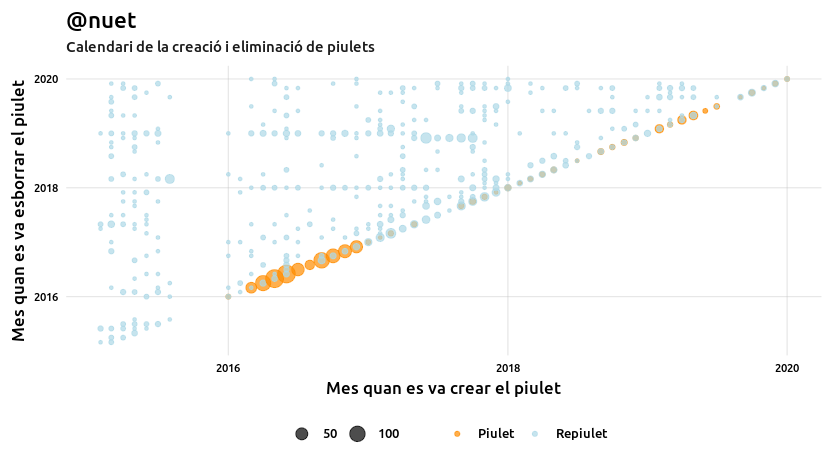 @nuet
Calendari de la creació i eliminació de piulets
Mes quan es va esborrar el piulet
2020
2018
2016
2016
2018
2020
Mes quan es va crear el piulet
50
100
Piulet
Repiulet